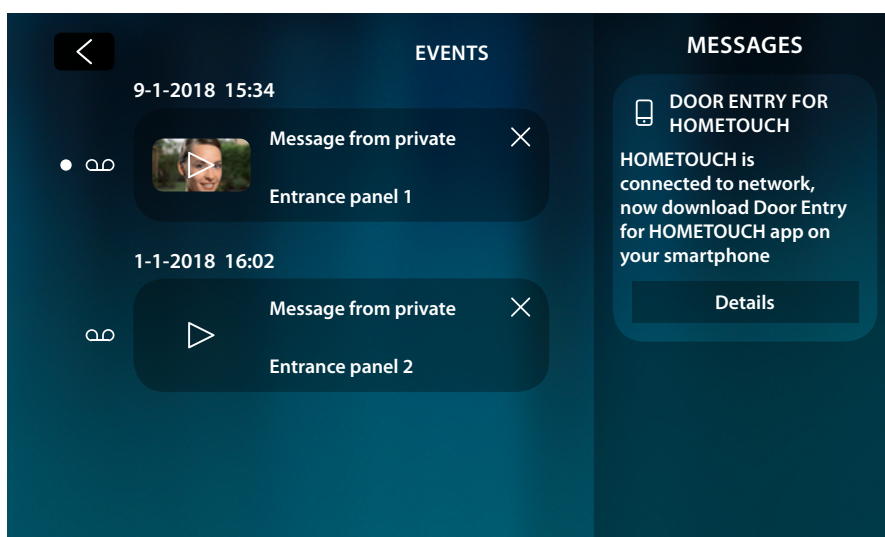 EVENTS
9-1-2018 15:34
Message from private
Entrance panel 1
1-1-2018 16:02
Message from private
Entrance panel 2
MESSAGES
DOOR ENTRY FOR
HOMETOUCH
HOMETOUCH is
connected to network,
now download Door Entry
for HOMETOUCH app on
your smartphone
Details